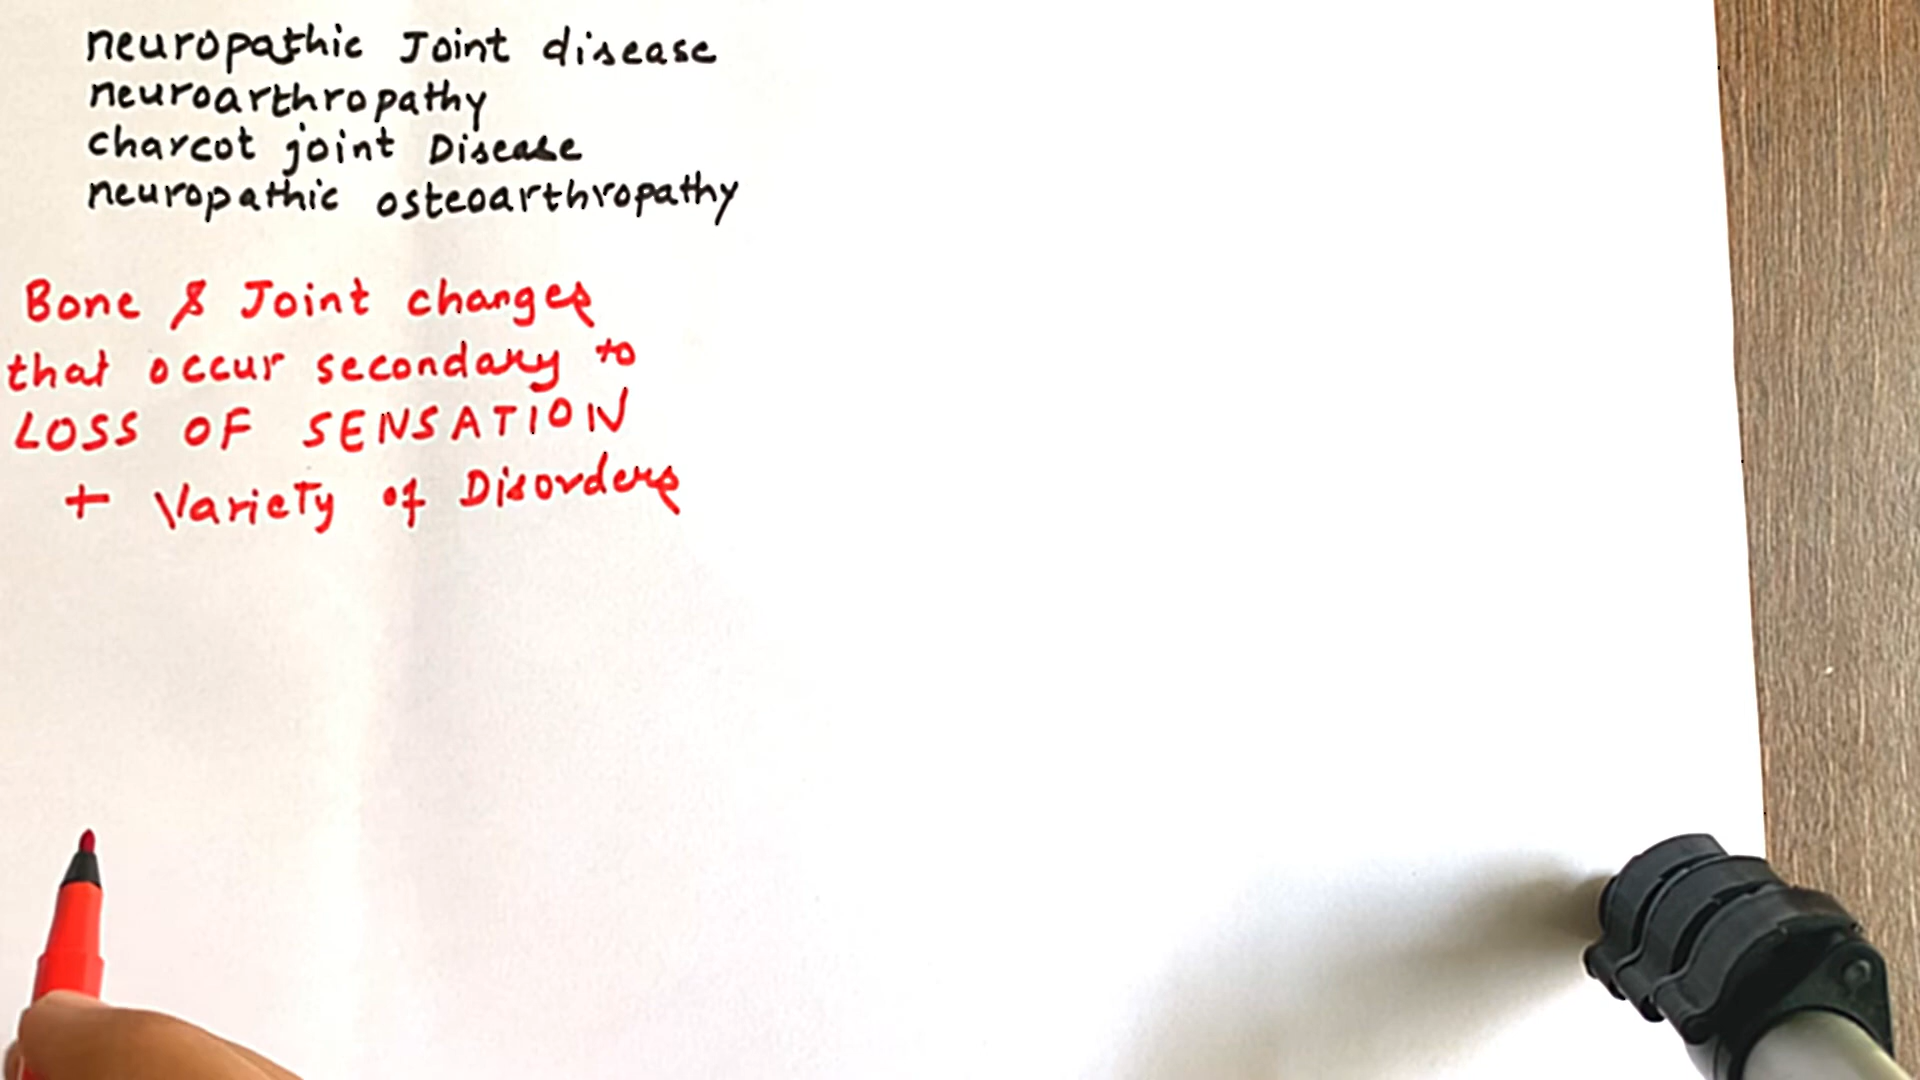 neuropathic Joint disease
neuroarthropathy
charcot joint Disease
neuropathic osteoarthropathy
Bone & Joint changes
that occur secondary to
LOSS OF SENSATION
+ Variety of Disorders